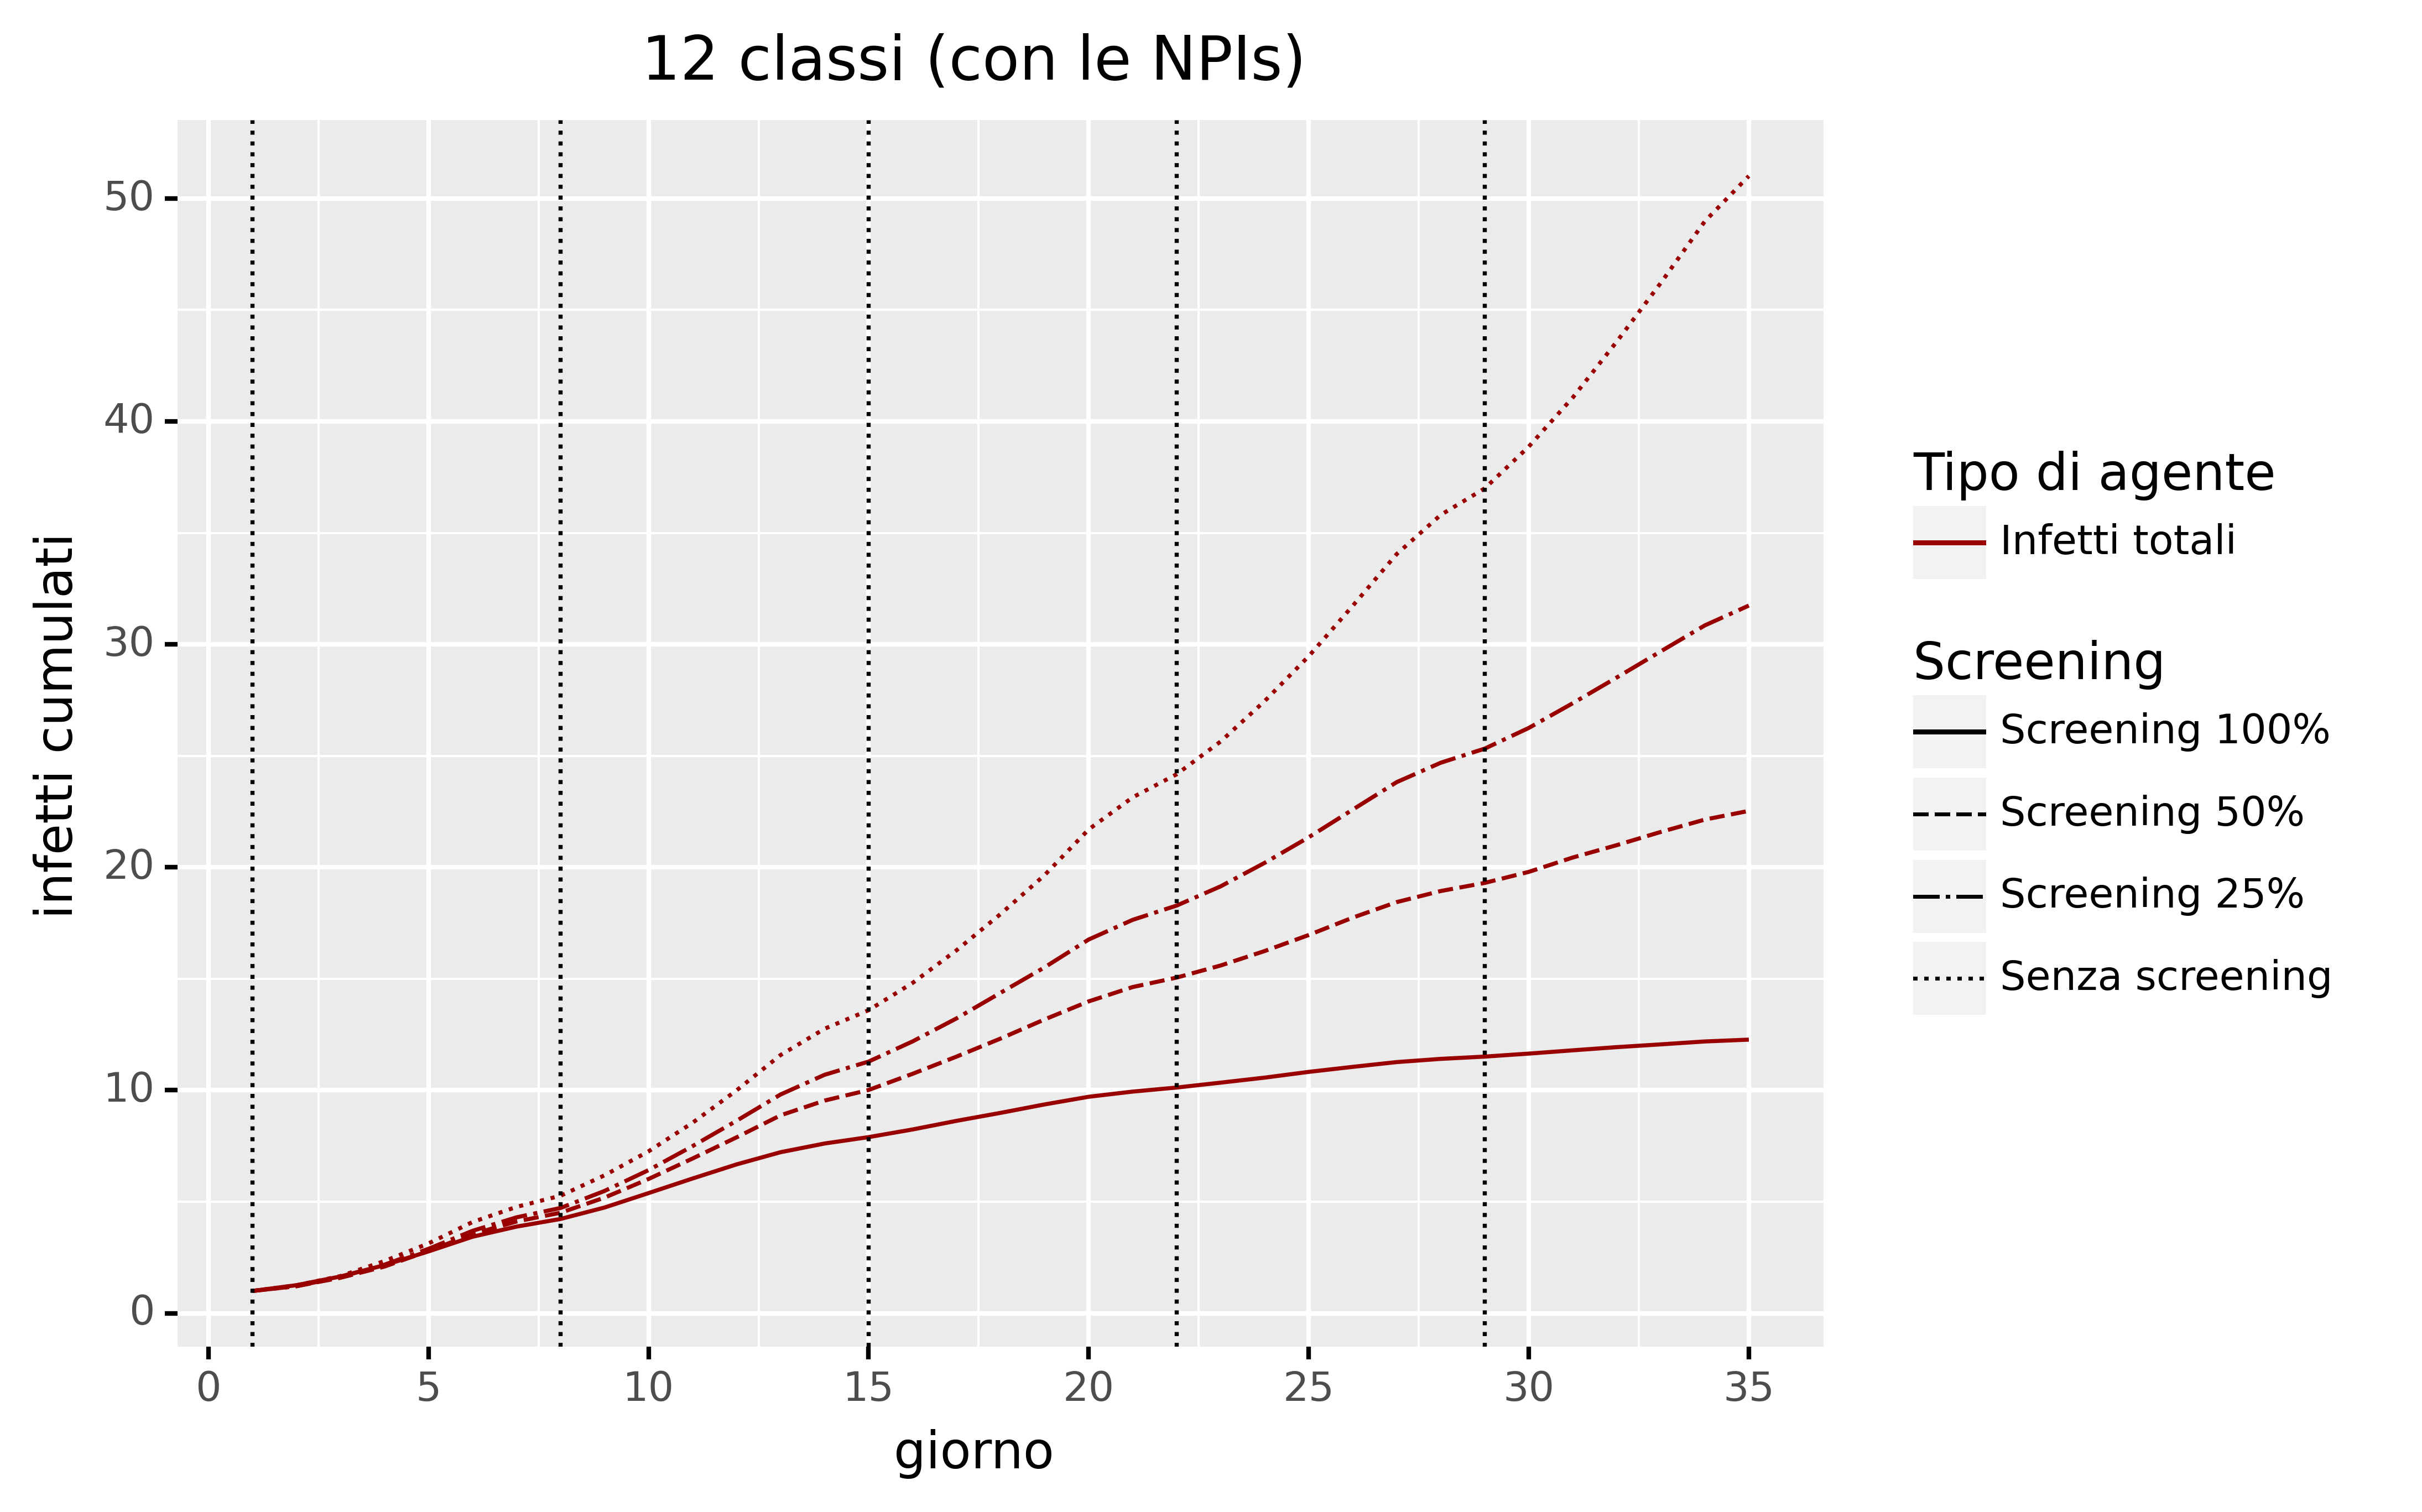 12 classi (con le NPIs)
infetti cumulati
50
40
30
20
10
0
0 5 10 15 20 25 30 35
giorno
Tipo di agente
Infetti totali
Screening
Screening 100%
Screening 50%
Screening 25%
Senza screening